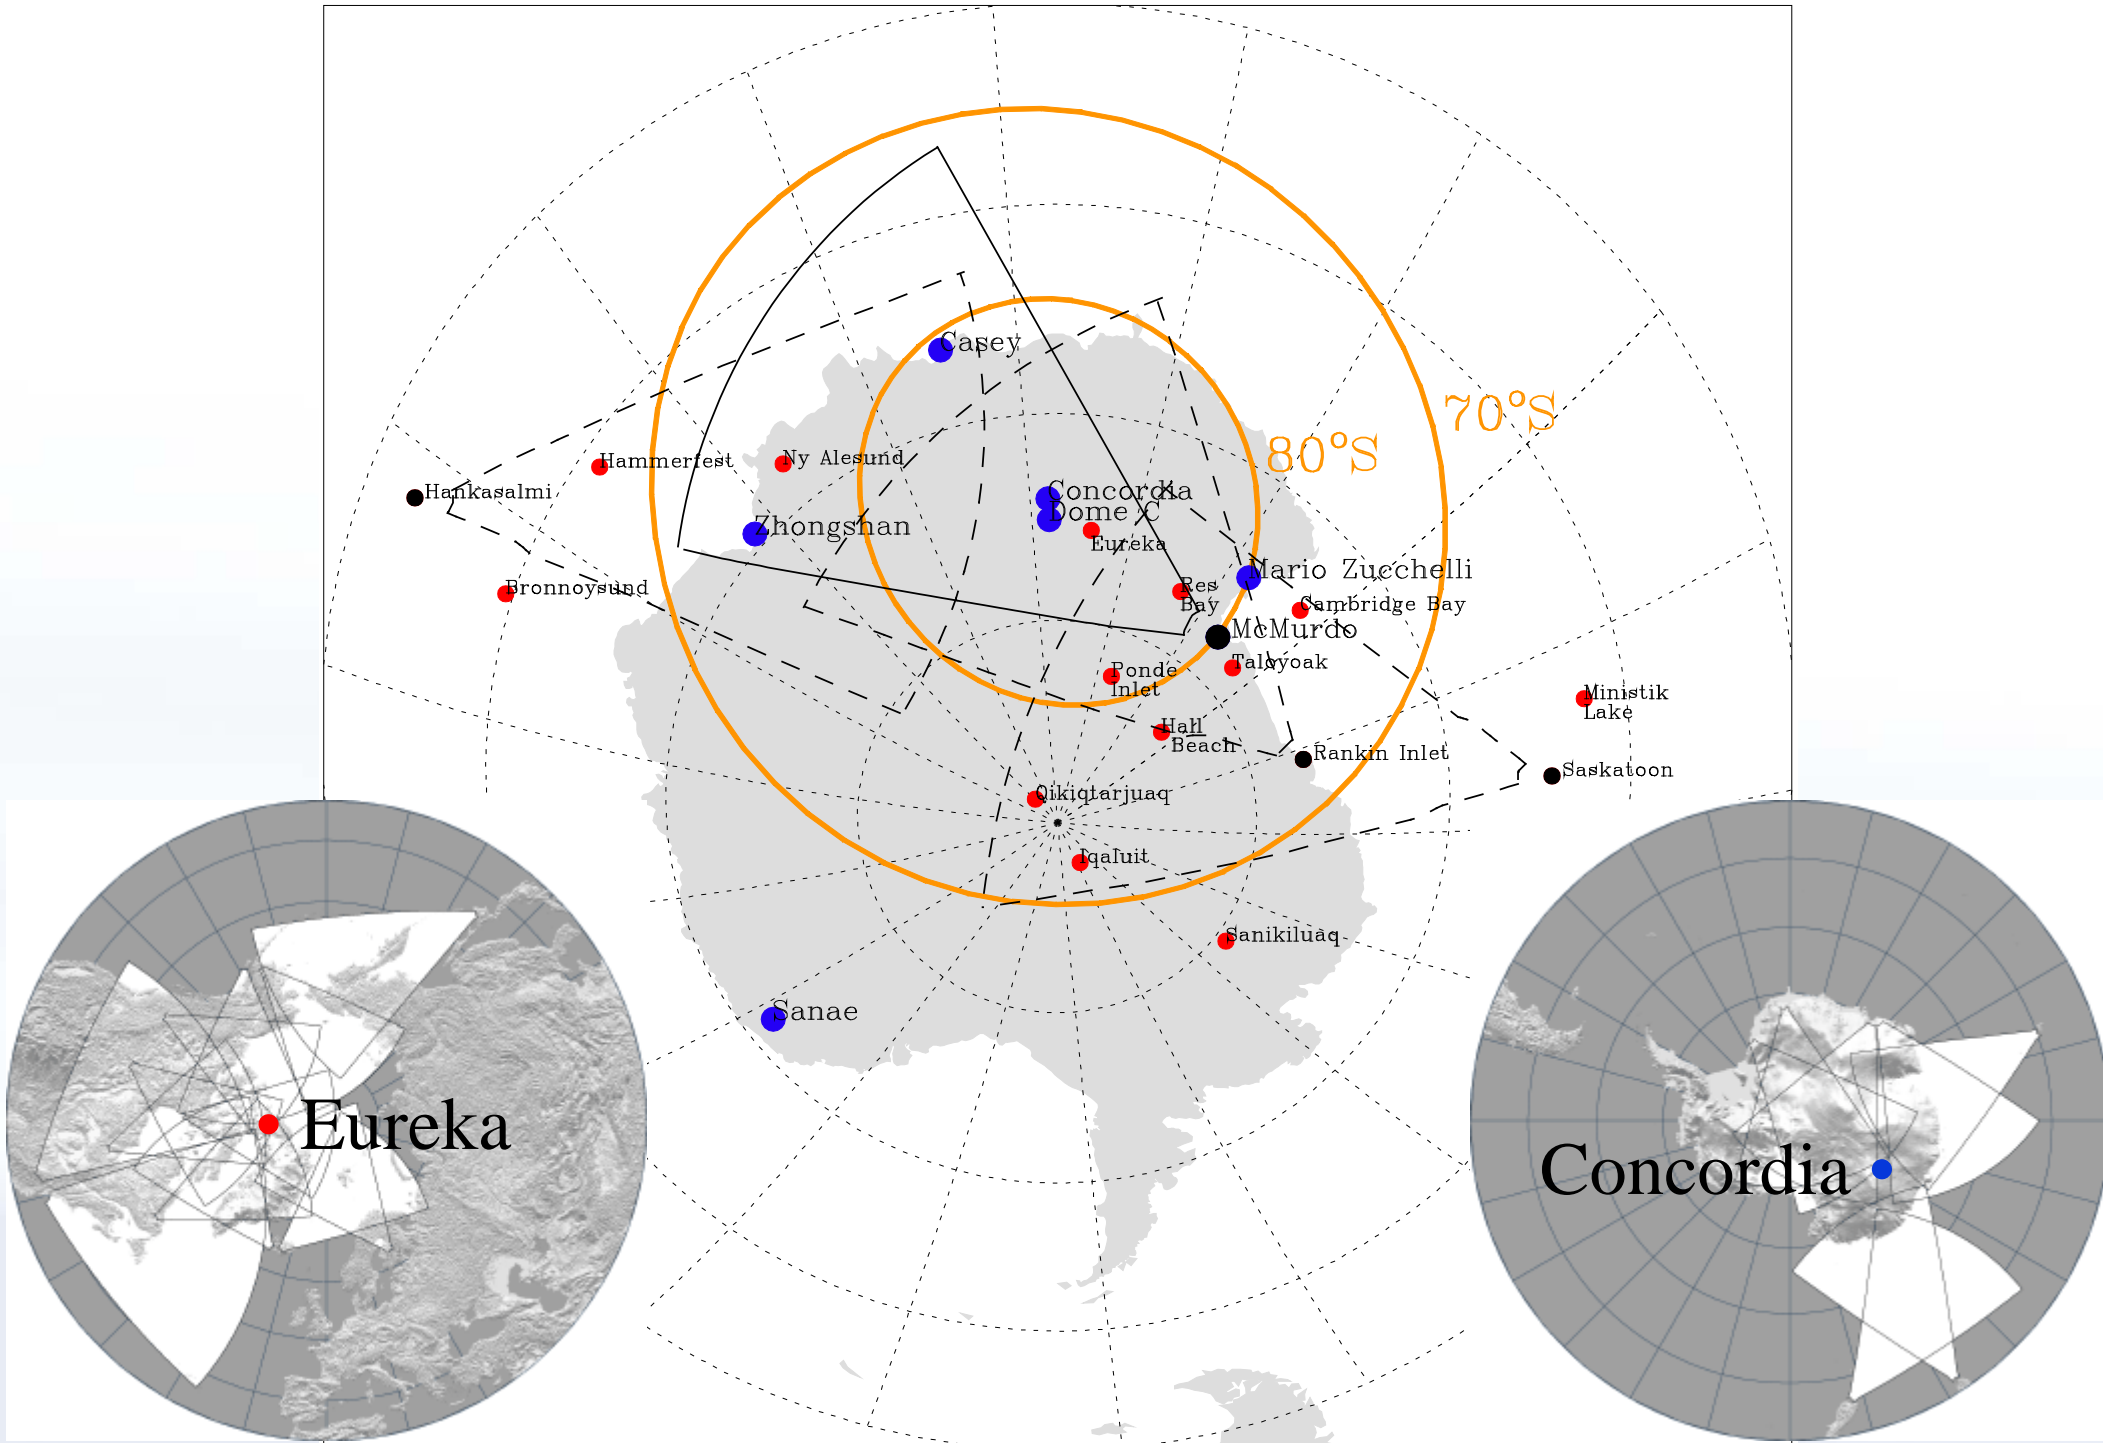 Casey
70°S
80°S
Hammerfest
Ny Alesund
Hankasalmi
Concordia
Dome C
Zhongshan
Eureka
Mario Zucchelli
Bronnoysund
Res
Bay
Cambridge Bay
McMurdo
Taloyoak
Ponde
Inlet
Ministik
Lake
Hall
Beach
Rankin Inlet
Saskatoon
Qikiqtarjuaq
Iqaluit
Sanikiluaq
Sanae
Eureka
Concordia